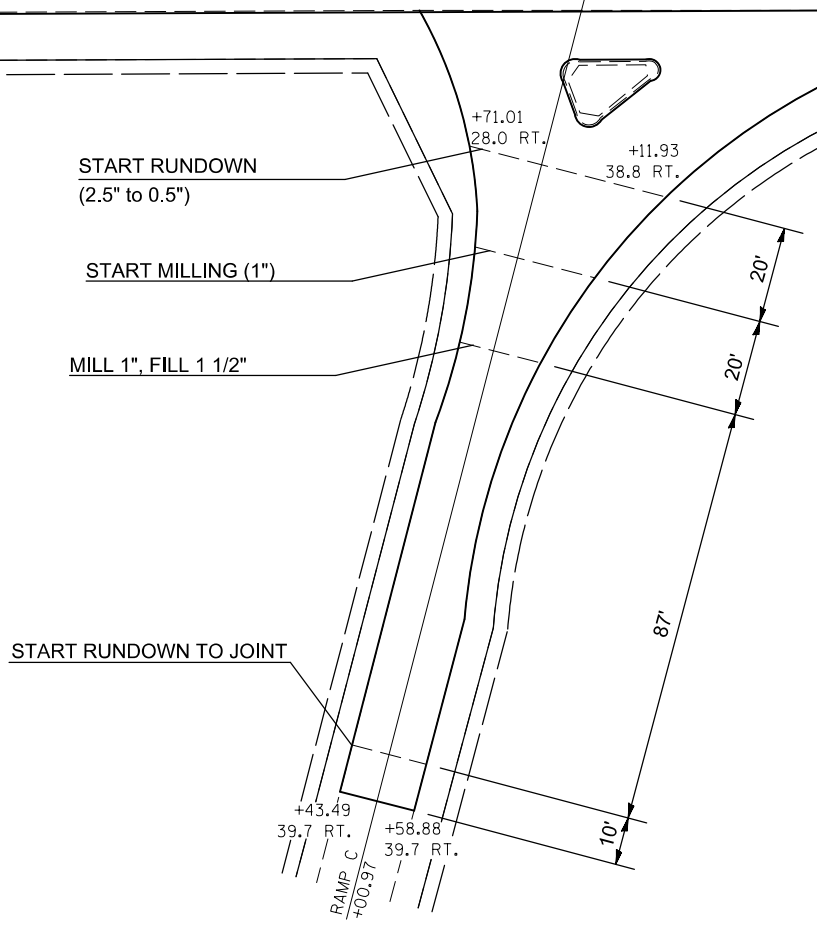 +71.01
28.0 RT.
+11.93
38.8 RT.
START RUNDOWN
(2.5" to 0.5")
START MILLING (1")
MILL 1", FILL 1 1/2"
20'
20'
87'
START RUNDOWN TO JOINT
+43.49
39.7 RT.
+58.88
39.7 RT.
10'
RAMP C
+00.97